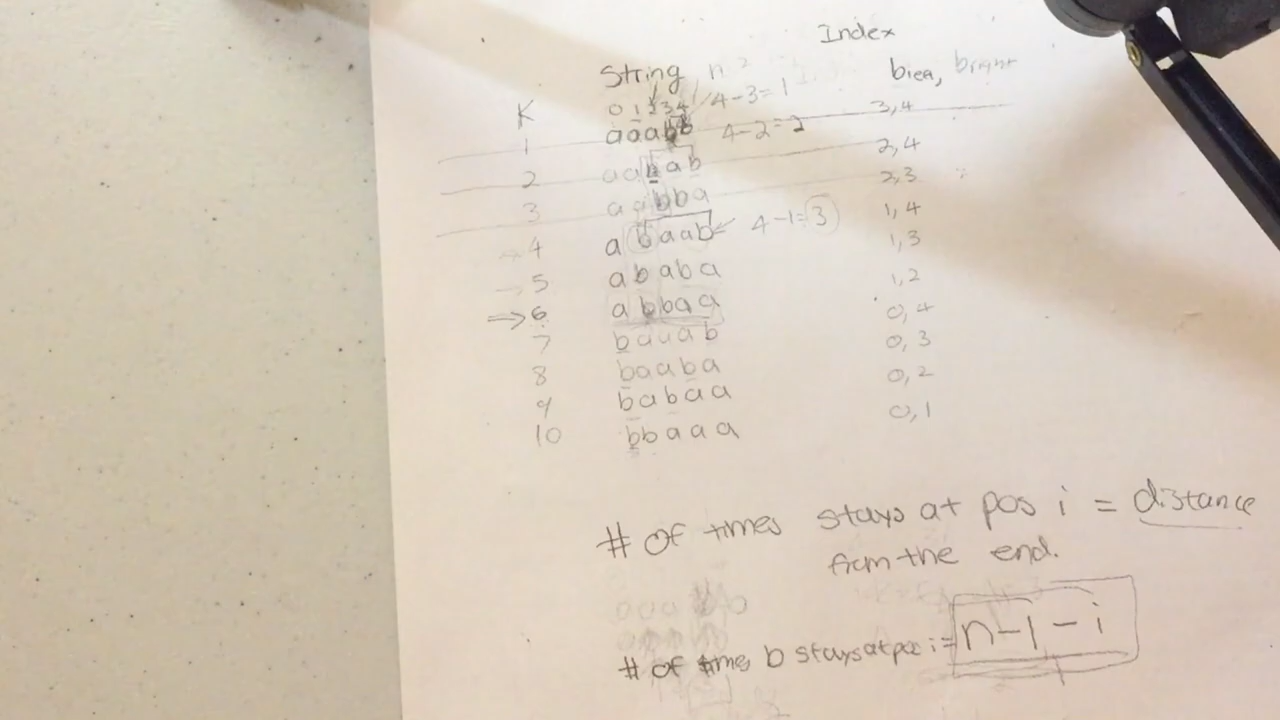 Index
String n
K 0 1 2 3 4 4-3=1 bleft, bright
1 aaabb 4-2=2 3,4
2 aabab 2,4
3 aabba 2,3
4 abaab 4-1=3 1,4
5 ababa 1,3
6 abbaa 1,2
7 baaab 0,4
8 baaba 0,3
9 babaa 0,2
10 bbaaa 0,1
# of times stays at pos i = distance
from the end.
# of times b stays at pos i = n-1-i